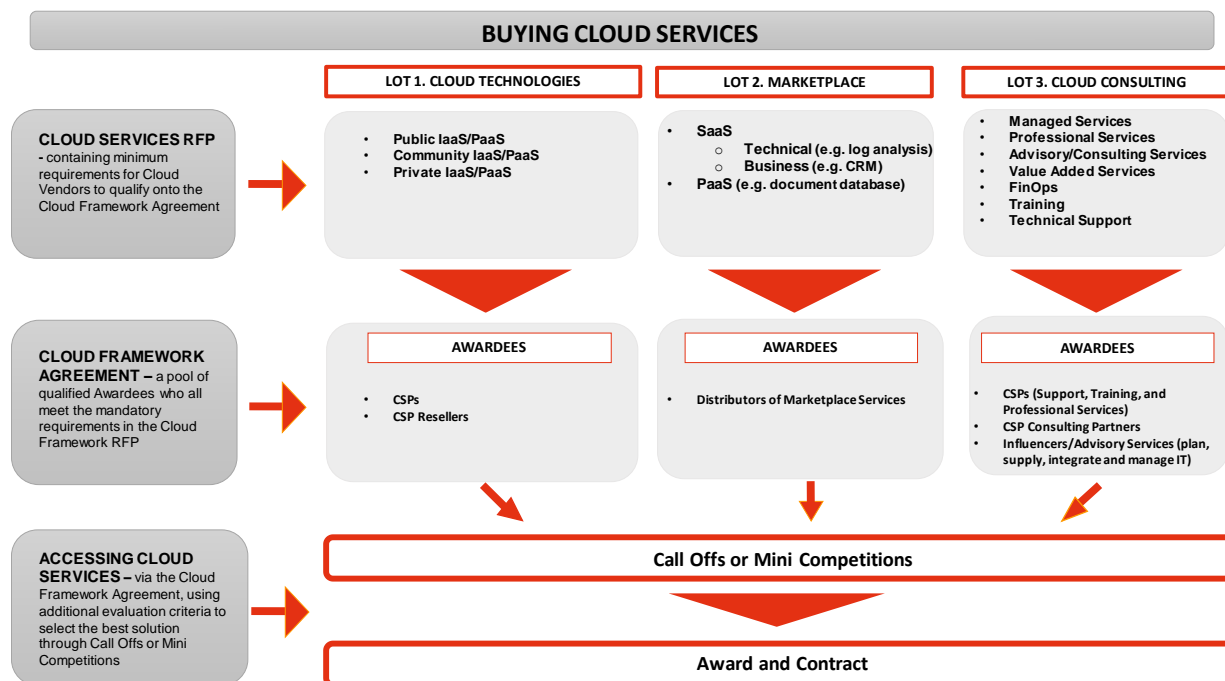 BUYING CLOUD SERVICES
LOT 1. CLOUD TECHNOLOGIES
LOT 2. MARKETPLACE
LOT 3. CLOUD CONSULTING
CLOUD SERVICES RFP
- containing minimum
requirements for Cloud
Vendors to qualify onto the
Cloud Framework Agreement
• Public IaaS/PaaS
• Community IaaS/PaaS
• Private IaaS/PaaS
• SaaS
o Technical (e.g. log analysis)
o Business (e.g. CRM)
• PaaS (e.g. document database)
• Managed Services
• Professional Services
• Advisory/Consulting Services
• Value Added Services
• FinOps
• Training
• Technical Support
CLOUD FRAMEWORK
AGREEMENT – a pool of
qualified Awardees who all
meet the mandatory
requirements in the Cloud
Framework RFP
AWARDEES
• CSPs
• CSP Resellers
AWARDEES
• Distributors of Marketplace Services
AWARDEES
• CSPs (Support, Training, and
Professional Services)
• CSP Consulting Partners
• Influencers/Advisory Services (plan,
supply, integrate and manage IT)
ACCESSING CLOUD
SERVICES – via the Cloud
Framework Agreement, using
additional evaluation criteria to
select the best solution
through Call Offs or Mini
Competitions
Call Offs or Mini Competitions
Award and Contract